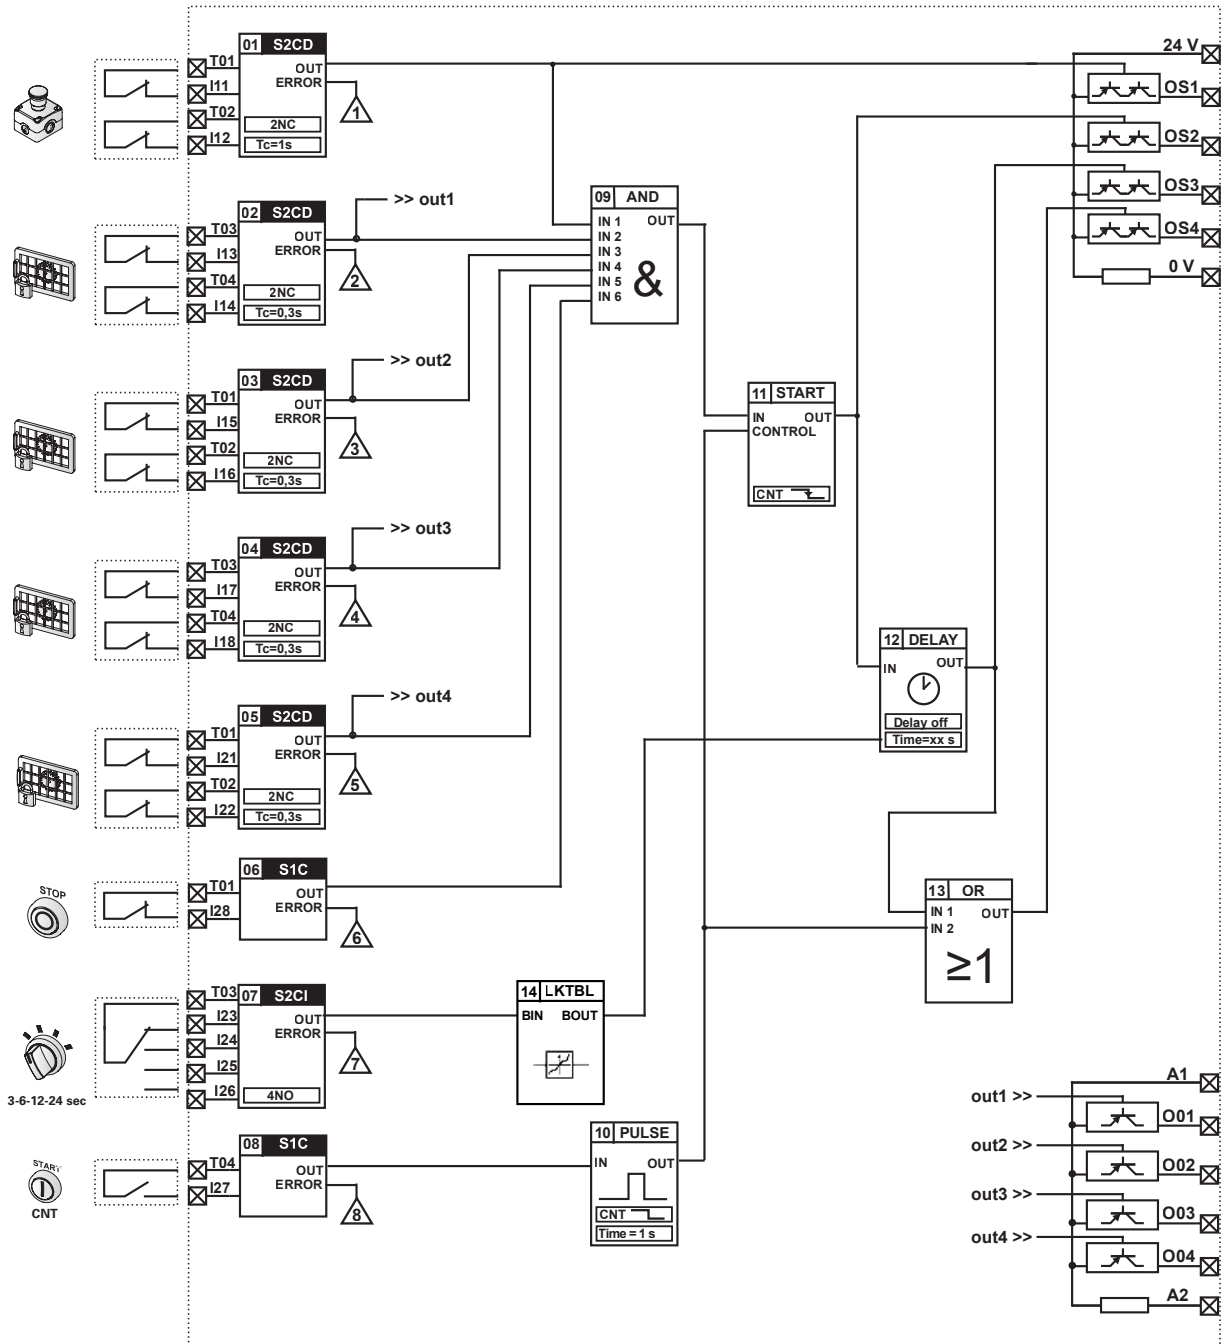 01 S2CD
T01
OUT
I11
ERROR
1
T02
2NC
I12
Tc=1s
24 V
OS1
OS2
OS3
OS4
0 V
>> out1
02 S2CD
T03
OUT
I13
ERROR
2
T04
2NC
I14
Tc=0,3s
09 AND
IN 1 OUT
IN 2
IN 3
IN 4
IN 5
IN 6
&
>> out2
03 S2CD
T01
OUT
I15
ERROR
3
T02
2NC
I16
Tc=0,3s
11 START
IN OUT
CONTROL
CNT
>> out3
04 S2CD
T03
OUT
I17
ERROR
4
T04
2NC
I18
Tc=0,3s
12 DELAY
IN OUT
Delay off
Time=xx s
>> out4
05 S2CD
T01
OUT
I21
ERROR
5
T02
2NC
I22
Tc=0,3s
STOP
06 S1C
T01
OUT
I28
ERROR
6
13 OR
IN 1 OUT
IN 2
≥1
3-6-12-24 sec
T03
07 S2CI
I23
OUT
ERROR
I24
7
I25
I26
4NO
14 LKTBL
BIN BOUT
START
CNT
08 S1C
T04
OUT
I27
ERROR
8
10 PULSE
IN OUT
CNT
Time = 1 s
A1
out1 >>
O01
out2 >>
O02
out3 >>
O03
out4 >>
O04
A2